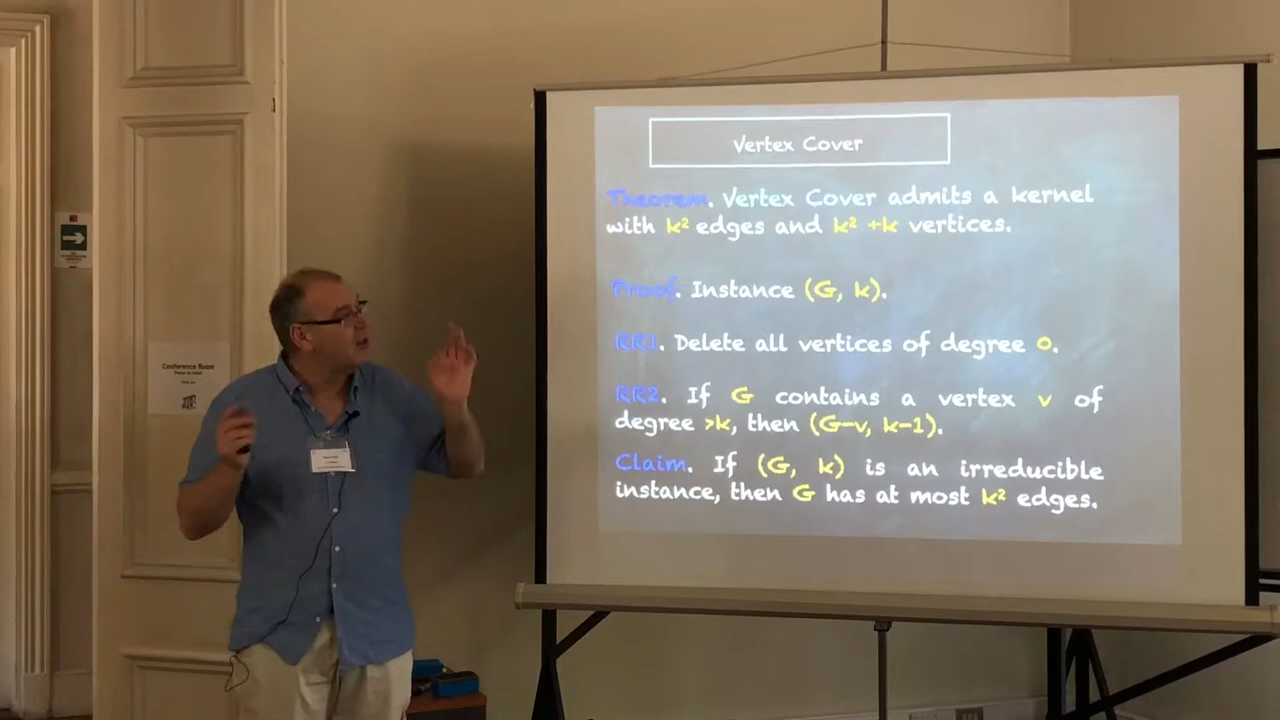 Vertex Cover
Theorem. Vertex Cover admits a kernel
with k² edges and k² +k vertices.
Proof. Instance (G, k).
RR1. Delete all vertices of degree 0.
RR2. If G contains a vertex v of
degree >k, then (G-v, k-1).
Claim. If (G, k) is an irreducible
instance, then G has at most k² edges.
Conference Room